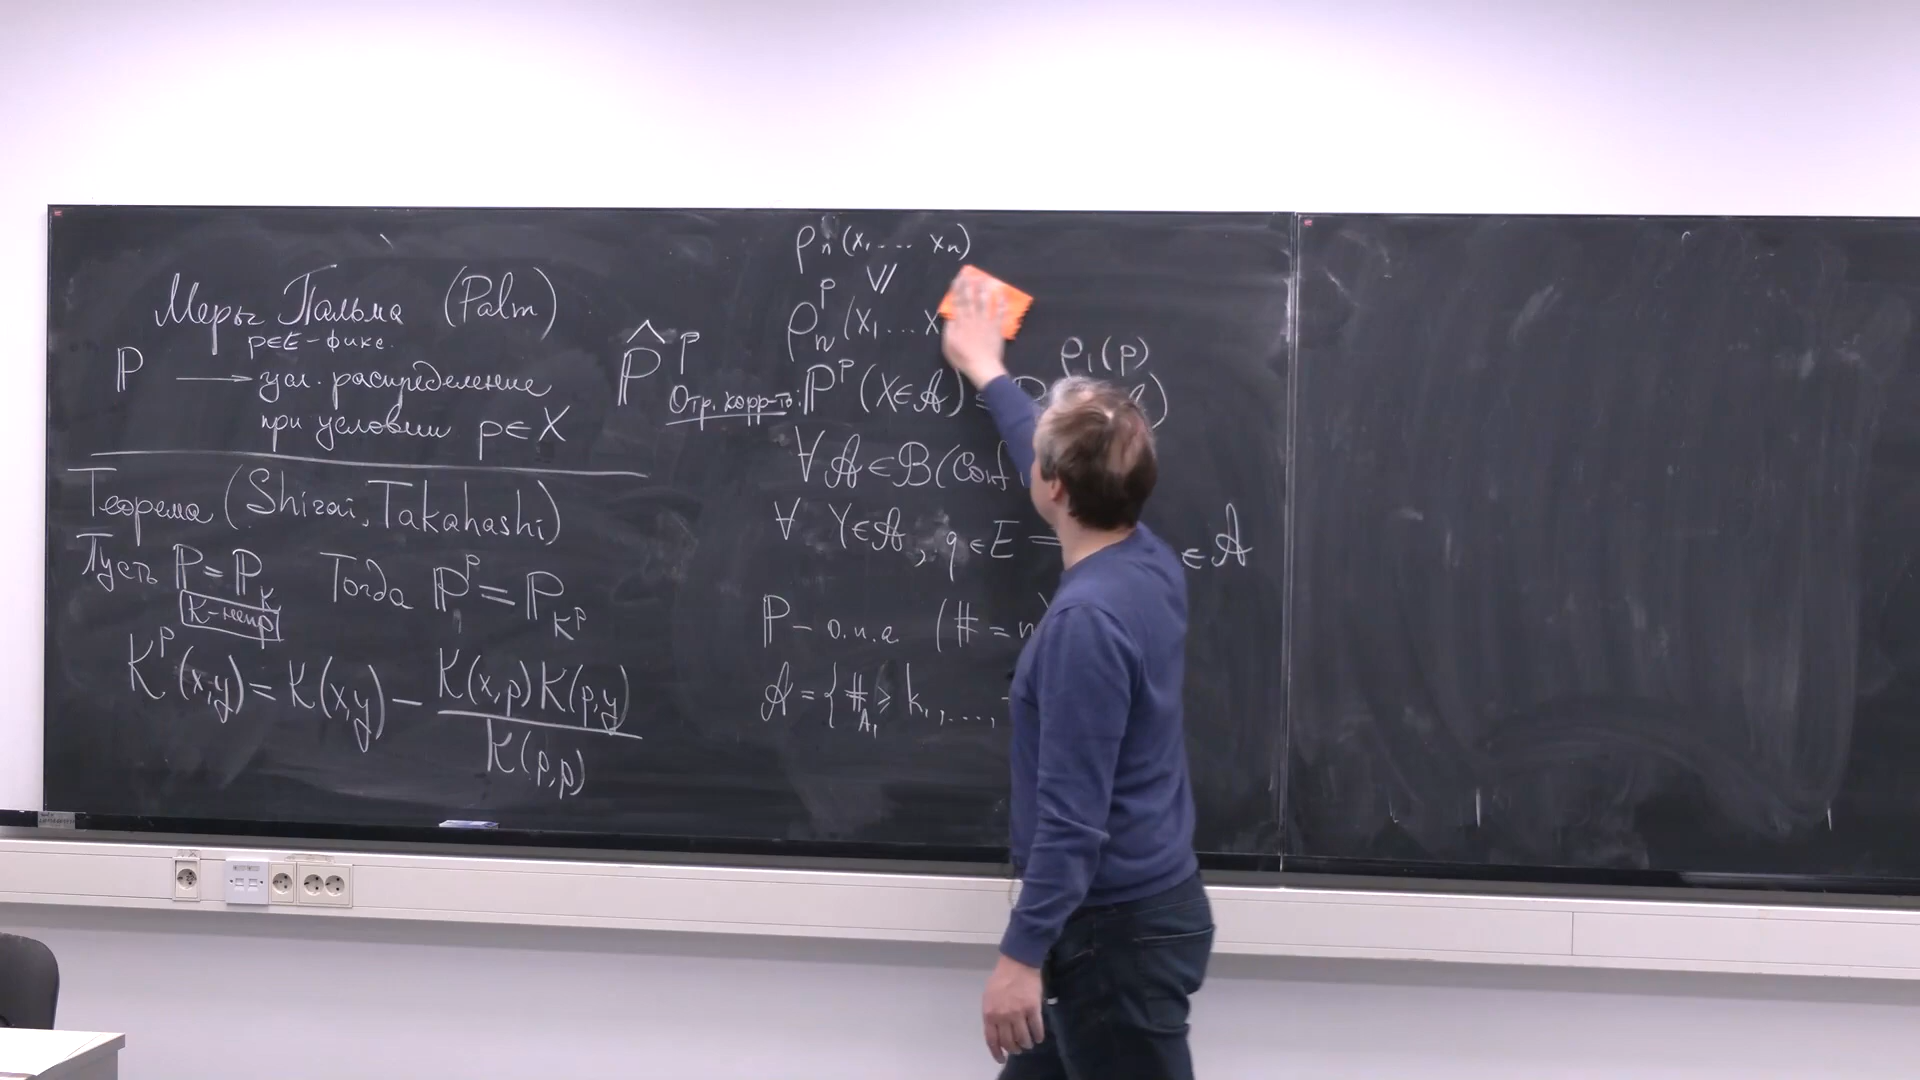 Меры Пальма (Palm)
p∈E - фикс.
ℙ → усл. распределение
при условии p∈X
ℙ̂^p
Теорема (Shirai, Takahashi)
Пусть ℙ = ℙ_K Тогда ℙ^p = ℙ_{K^p}
K-непр
K^p(x,y) = K(x,y) − K(x,p)K(p,y) / K(p,p)
ρ_n(x_1 ... x_n)
V/
ρ_n^p(x_1 ... x
ρ_1(p)
Отр. корр-ть: ℙ^p(X∈𝒜) ≤ )
∀ 𝒜∈ℬ(Conf
∀ Y∈𝒜, q∈E ∈𝒜
ℙ - о.п.а (# = n
𝒜 = {#_{A_1} ≥ k_1, ...,